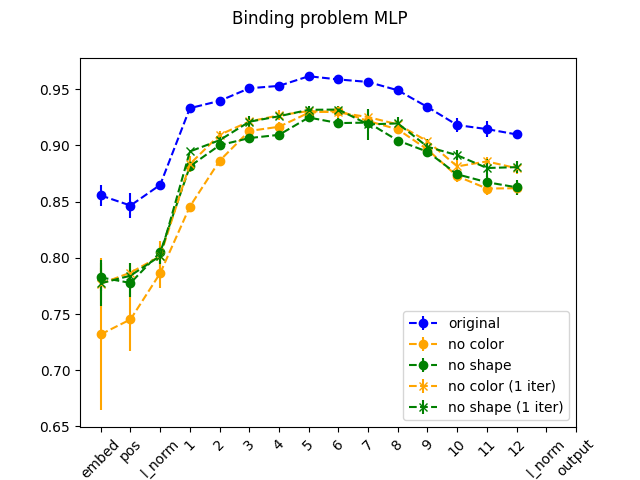 Binding problem MLP
0.95
0.90
0.85
0.80
0.75
0.70
0.65
original
no color
no shape
no color (1 iter)
no shape (1 iter)
embed
pos
l_norm
1
2
3
4
5
6
7
8
9
10
11
12
l_norm
output